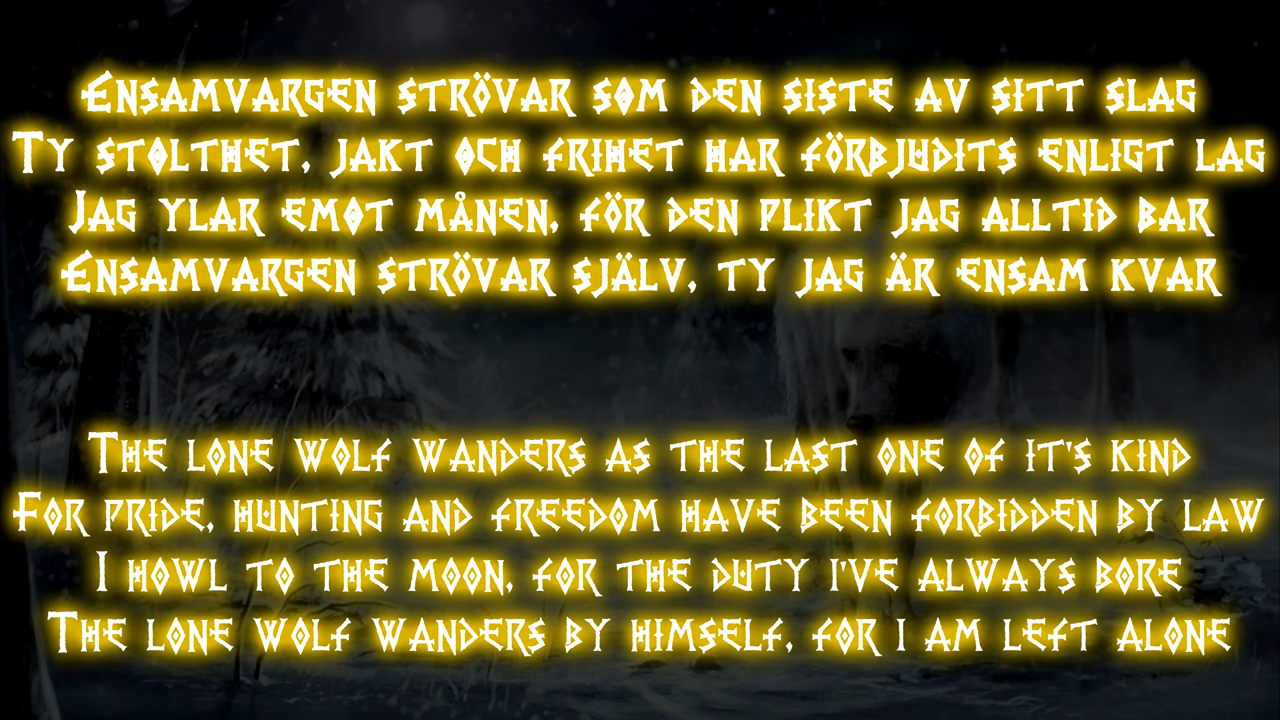 Ensamvargen strövar som den siste av sitt slag
Ty stolthet, jakt och frihet har förbjudits enligt lag
Jag ylar emot månen, för den plikt jag alltid bar
Ensamvargen strövar själv, ty jag är ensam kvar
The lone wolf wanders as the last one of it's kind
For pride, hunting and freedom have been forbidden by law
I howl to the moon, for the duty I've always bore
The lone wolf wanders by himself, for I am left alone